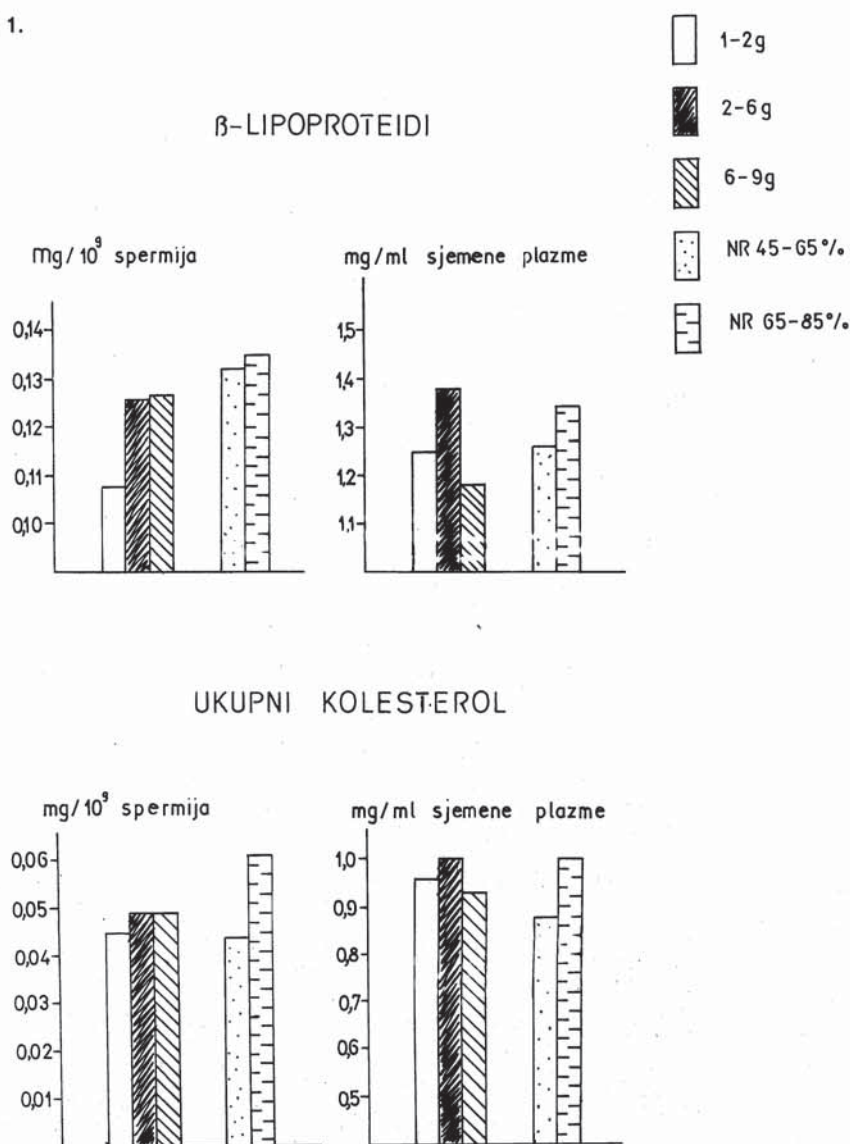 1.
1-2g
2-6g
6-9g
NR 45-65%
NR 65-85%
β-LIPOPROTEIDI
Mg/10⁹ spermija
0,14
0,13
0,12
0,11
0,10
mg/ml sjemene plazme
1,5
1,4
1,3
1,2
1,1
UKUPNI KOLESTEROL
mg/10⁹ spermija
0,06
0,05
0,04
0,03
0,02
0,01
mg/ml sjemene plazme
1,0
0,9
0,8
0,7
0,6
0,5